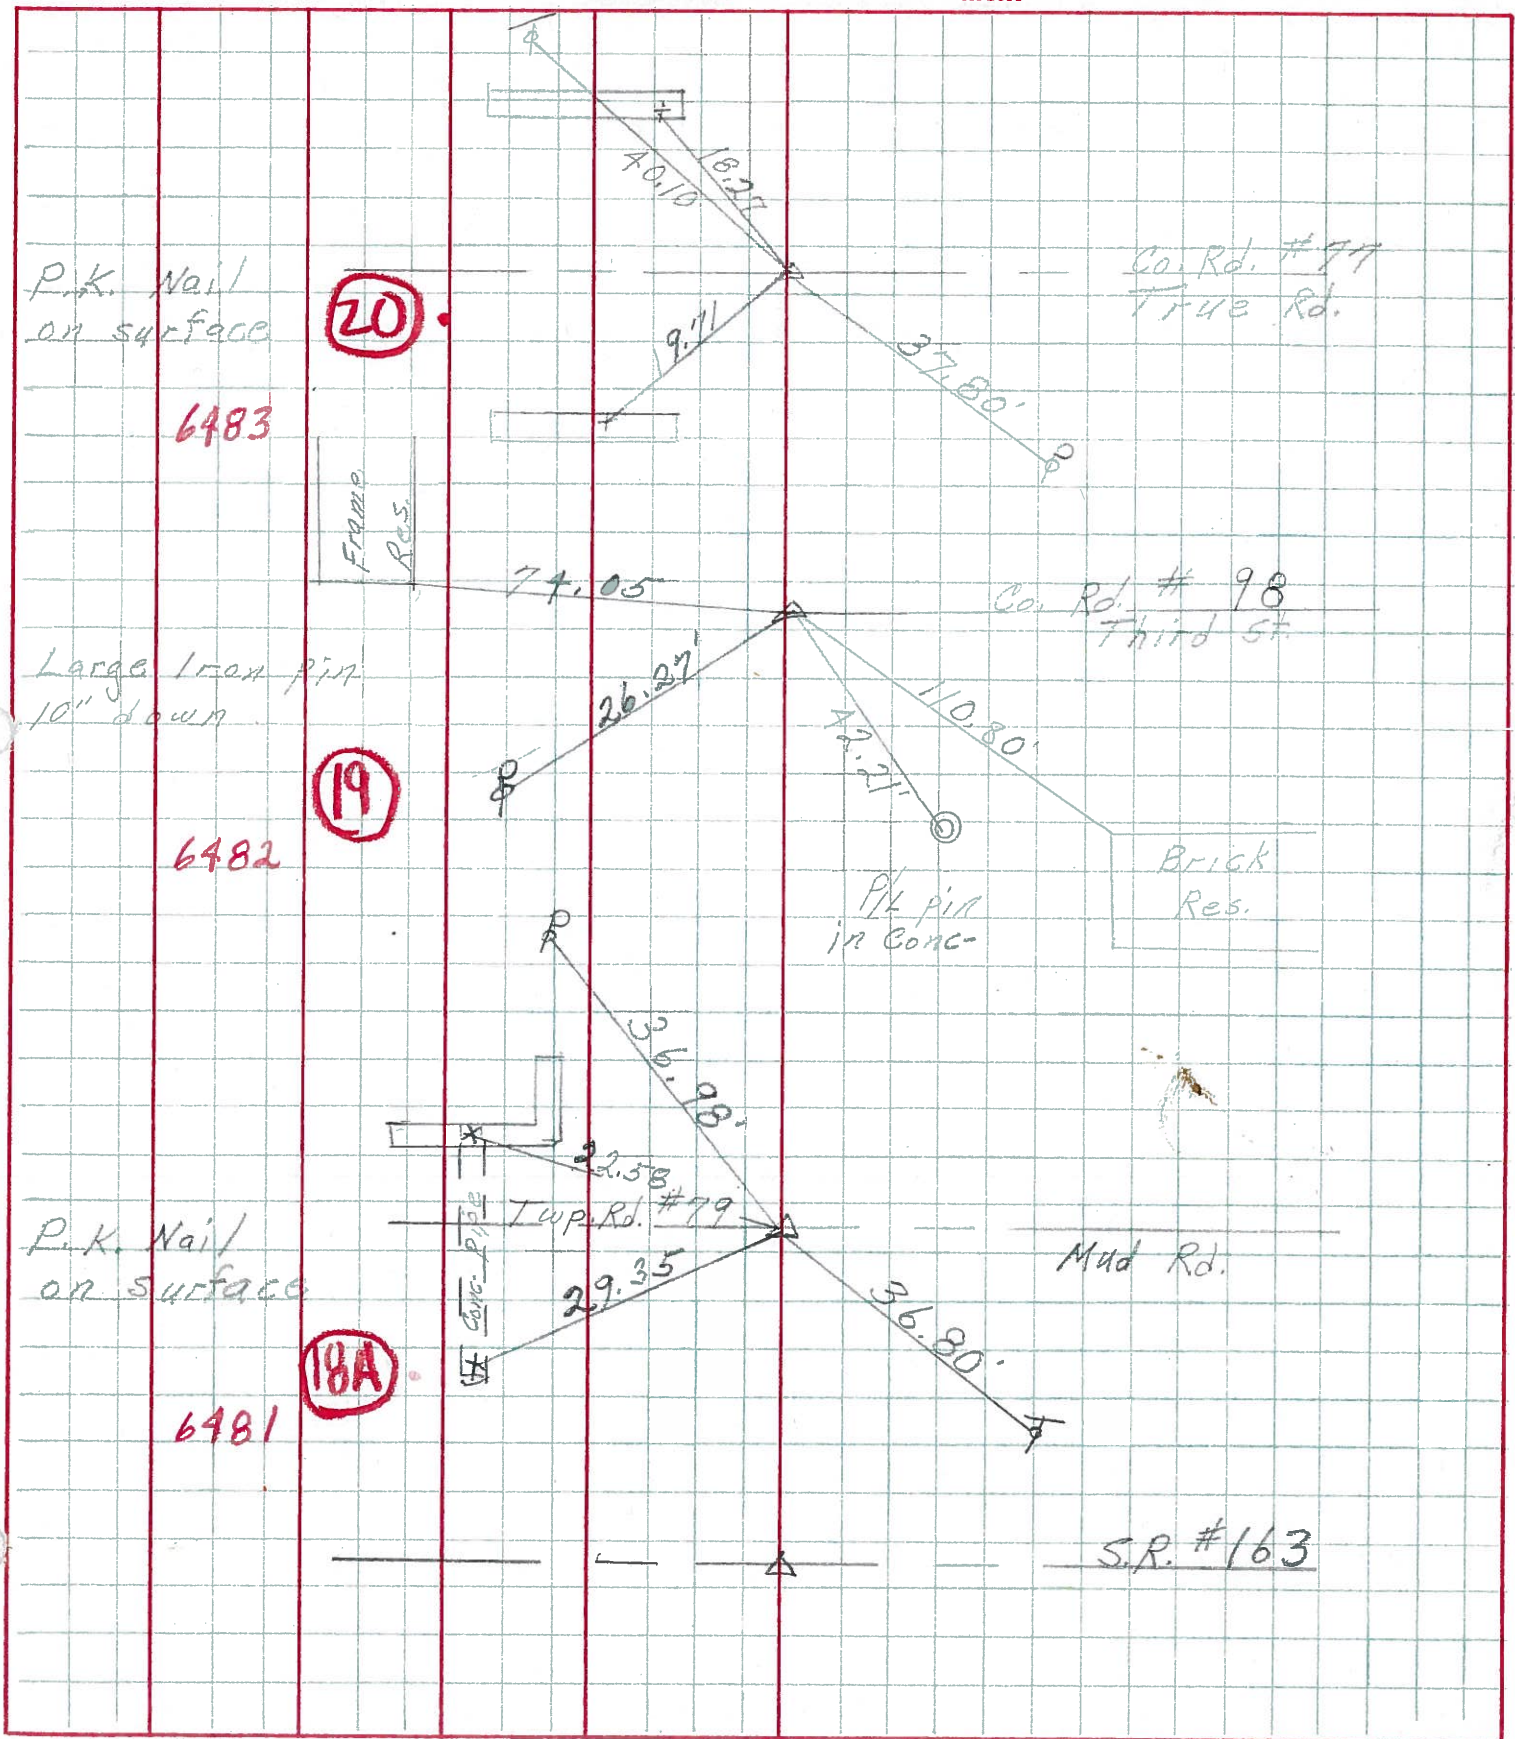 40.10
18.27
Co. Rd. #77
True Rd.
P.K. Nail
on surface
20
19.71
37.80'
6483
Frame
Res.
74.05
Co. Rd. # 98
Third St.
Large Iron pin
10" down
26.27'
42.21'
110.80'
19
6482
P/L pin
in Conc-
Brick
Res.
36.98'
22.58
Twp. Rd. #79
Conc- Pipe
P.K. Nail
on surface
29.35
Mud Rd.
36.80'
18A
6481
S.R. #163